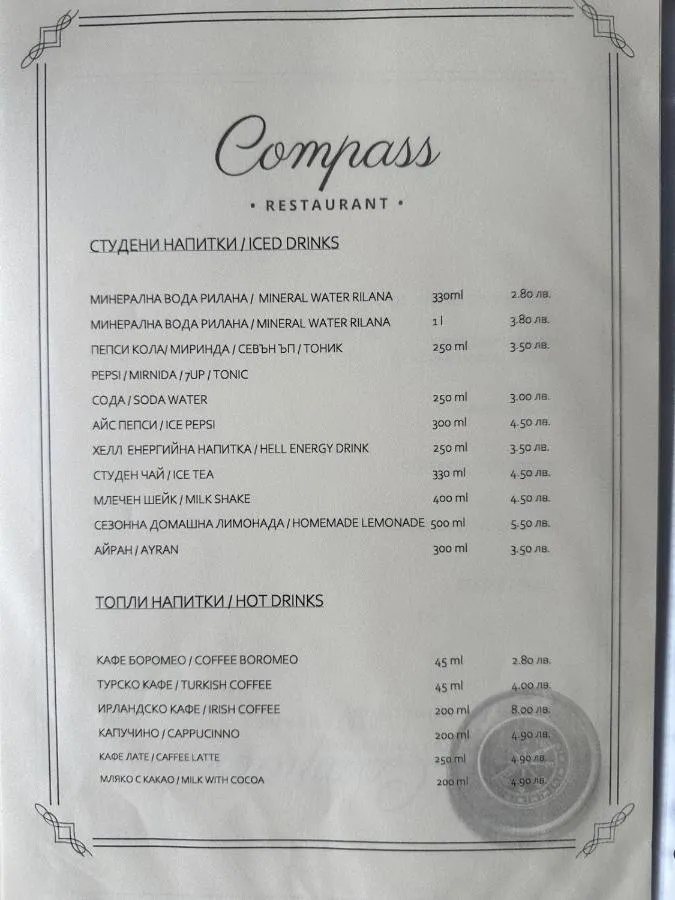 Compass
• RESTAURANT •
СТУДЕНИ НАПИТКИ / ICED DRINKS
МИНЕРАЛНА ВОДА РИЛАНА / MINERAL WATER RILANA 330ml 2.80 лв.
МИНЕРАЛНА ВОДА РИЛАНА / MINERAL WATER RILANA 1 l 3.80 лв.
ПЕПСИ КОЛА/ МИРИНДА / СЕВЪН ЪП / ТОНИК 250 ml 3.50 лв.
PEPSI / MIRNIDA / 7UP / TONIC
СОДА / SODA WATER 250 ml 3.00 лв.
АЙС ПЕПСИ / ICE PEPSI 300 ml 4.50 лв.
ХЕЛЛ ЕНЕРГИЙНА НАПИТКА / HELL ENERGY DRINK 250 ml 3.50 лв.
СТУДЕН ЧАЙ / ICE TEA 330 ml 4.50 лв.
МЛЕЧЕН ШЕЙК / MILK SHAKE 400 ml 4.50 лв.
СЕЗОННА ДОМАШНА ЛИМОНАДА / HOMEMADE LEMONADE 500 ml 5.50 лв.
АЙРАН / AYRAN 300 ml 3.50 лв.
ТОПЛИ НАПИТКИ / HOT DRINKS
КАФЕ БОРОМЕО / COFFEE BOROMEO 45 ml 2.80 лв.
ТУРСКО КАФЕ / TURKISH COFFEE 45 ml 4.00 лв.
ИРЛАНДСКО КАФЕ / IRISH COFFEE 200 ml 8.00 лв.
КАПУЧИНО / CAPPUCINNO 200 ml 4.90 лв.
КАФЕ ЛАТЕ / CAFFEE LATTE 250 ml 4.90 лв.
МЛЯКО С КАКАО / MILK WITH COCOA 200 ml 4.90 лв.